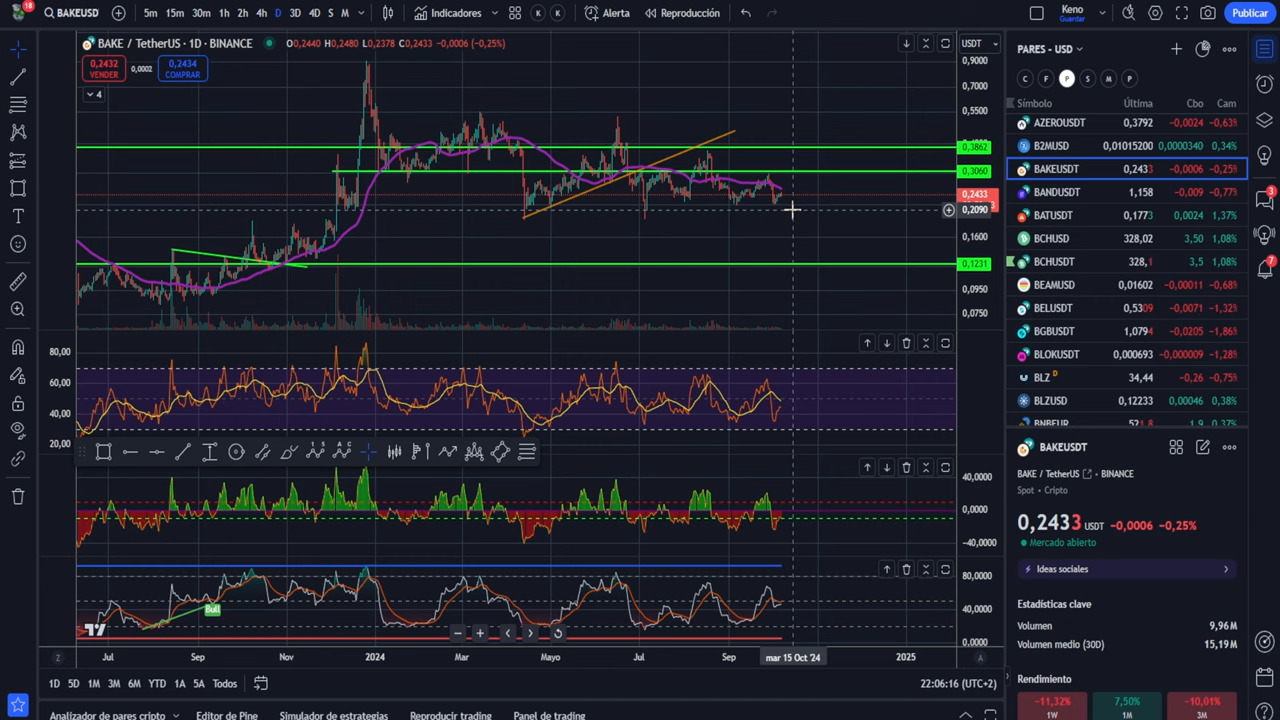 18 BAKEUSD 5m 15m 30m 1h 2h 4h D 3D 4D S M Indicadores K K Alerta Reproducción Keno Guardar Publicar
BAKE / TetherUS · 1D · BINANCE O0,2440 H0,2480 L0,2378 C0,2433 -0,0006 (-0,25%) USDT
0,2432 VENDER 0,0002 0,2434 COMPRAR
4
0,9000
0,7000
0,5500
0,3862
0,3060
0,2433
0,2090
0,1600
0,1231
0,0950
0,0750
80,00
60,00
40,00
20,00
40,0000
0,0000
-40,0000
80,0000
40,0000
0,0000
Bull
Jul Sep Nov 2024 Mar Mayo Jul Sep mar 15 Oct '24 2025
Z A
1D 5D 1M 3M 6M YTD 1A 5A Todos 22:06:16 (UTC+2)
Analizador de pares cripto Editor de Pine Simulador de estrategias Reproducir trading Panel de trading
PARES - USD
C F P S M P
Símbolo Última Cbo Cam
AZEROUSDT 0,3792 -0,0024 -0,63%
B2MUSD 0,01015200 0,0000340 0,34%
BAKEUSDT 0,2433 -0,0006 -0,25%
BANDUSDT 1,158 -0,009 -0,77%
BATUSDT 0,1773 0,0024 1,37%
BCHUSD 328,02 3,50 1,08%
BCHUSDT 328,1 3,5 1,08%
BEAMUSD 0,01602 -0,00011 -0,68%
BELUSDT 0,5309 -0,0071 -1,32%
BGBUSDT 1,0794 -0,0205 -1,86%
BLOKUSDT 0,000693 -0,000009 -1,28%
BLZ D 34,44 -0,26 -0,75%
BLZUSD 0,12233 0,00046 0,38%
BNBEUR 521,8 1,9 0,37%
BAKEUSDT
BAKE / TetherUS · BINANCE
Spot · Cripto
0,2433 USDT -0,0006 -0,25%
Mercado abierto
Ideas sociales
Estadísticas clave
Volumen 9,96M
Volumen medio (30D) 15,19M
Rendimiento
-11,32% 7,50% -10,01%
1W 1M 3M
3
7